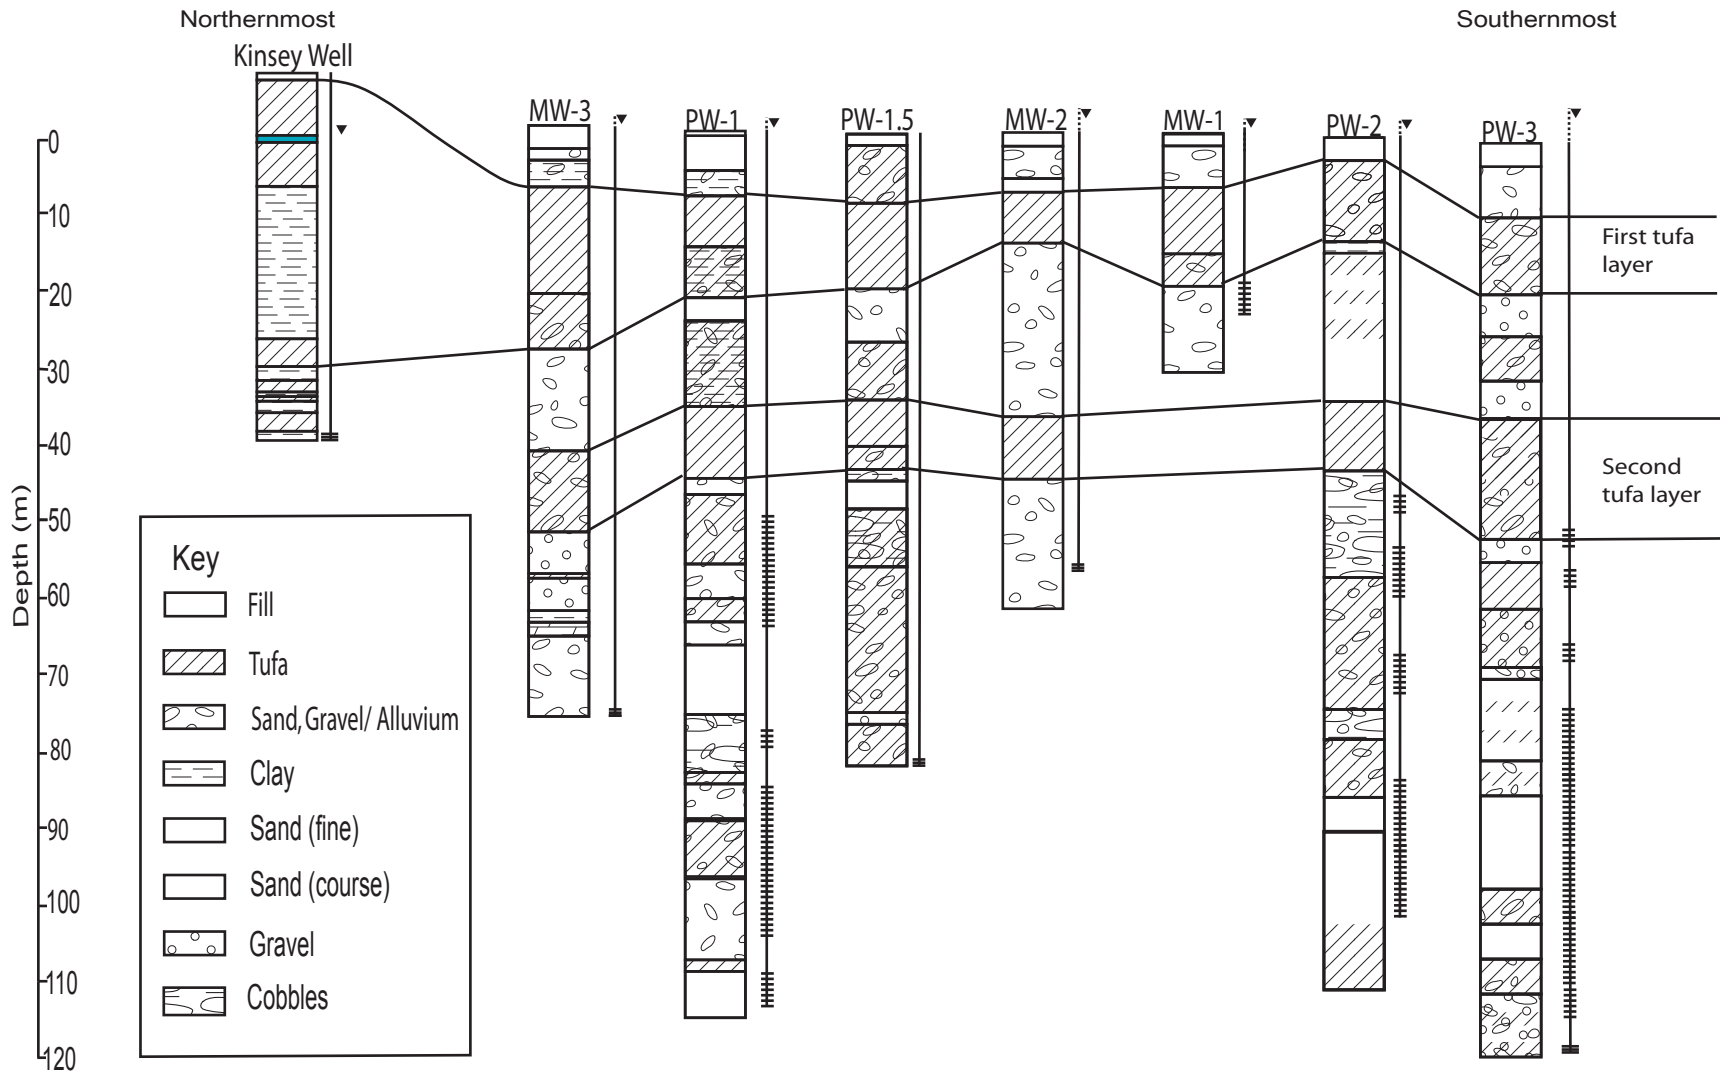 Northernmost
Southernmost
Kinsey Well
MW-3
PW-1
PW-1.5
MW-2
MW-1
PW-2
PW-3
Depth (m)
0
10
20
30
40
50
60
70
80
90
100
110
120
First tufa
layer
Second
tufa layer
Key
Fill
Tufa
Sand, Gravel/ Alluvium
Clay
Sand (fine)
Sand (course)
Gravel
Cobbles